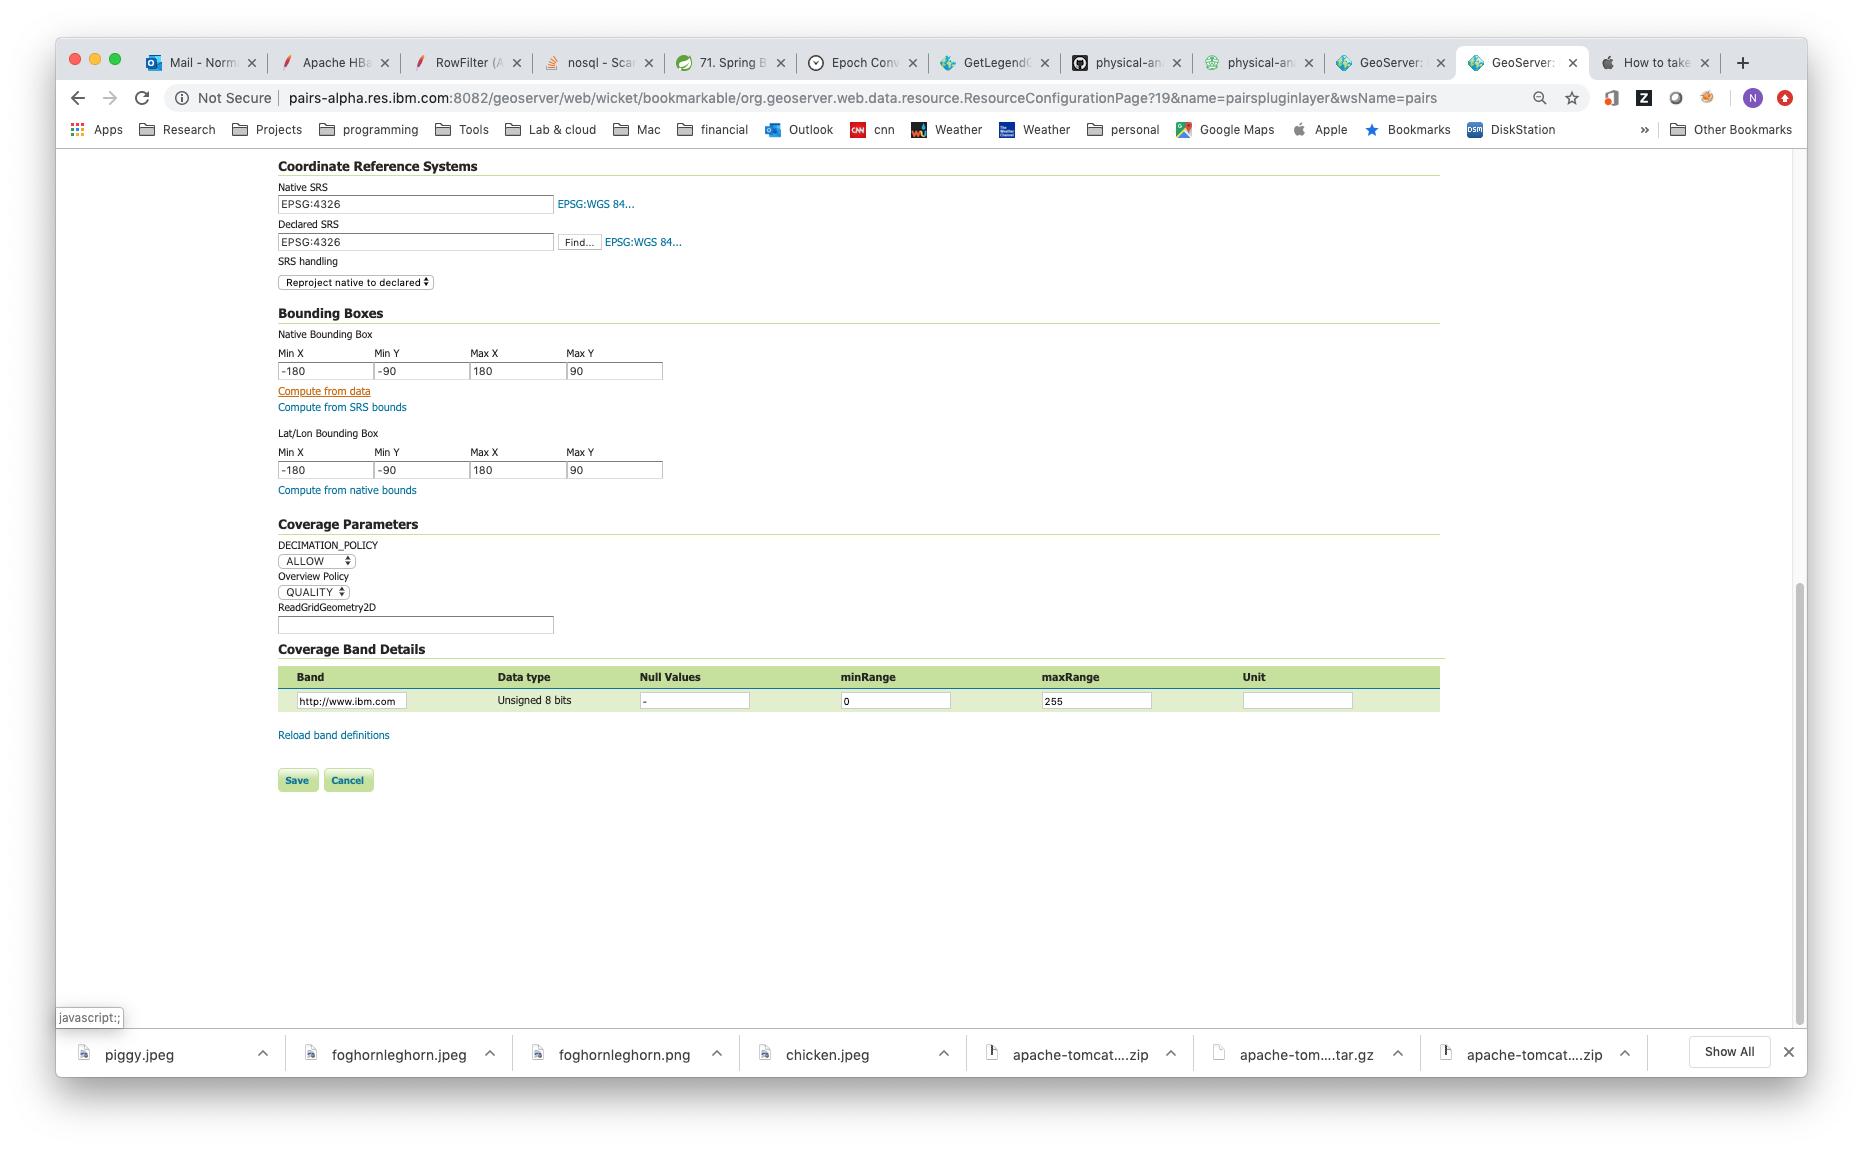 Mail - Norm
Apache HBa
RowFilter (A
nosql - Scar
71. Spring B
Epoch Conv
GetLegendG
physical-ana
physical-ana
GeoServer:
GeoServer:
How to take
Not Secure
pairs-alpha.res.ibm.com:8082/geoserver/web/wicket/bookmarkable/org.geoserver.web.data.resource.ResourceConfigurationPage?19&name=pairspluginlayer&wsName=pairs
N
Apps
Research
Projects
programming
Tools
Lab & cloud
Mac
financial
Outlook
cnn
Weather
Weather
personal
Google Maps
Apple
Bookmarks
DSM
DiskStation
»
Other Bookmarks
Coordinate Reference Systems
Native SRS
EPSG:4326 EPSG:WGS 84...
Declared SRS
EPSG:4326 Find... EPSG:WGS 84...
SRS handling
Reproject native to declared
Bounding Boxes
Native Bounding Box
Min X Min Y Max X Max Y
-180 -90 180 90
Compute from data
Compute from SRS bounds
Lat/Lon Bounding Box
Min X Min Y Max X Max Y
-180 -90 180 90
Compute from native bounds
Coverage Parameters
DECIMATION_POLICY
ALLOW
Overview Policy
QUALITY
ReadGridGeometry2D
Coverage Band Details
Band Data type Null Values minRange maxRange Unit
http://www.ibm.com Unsigned 8 bits - 0 255
Reload band definitions
Save Cancel
javascript:;
piggy.jpeg
foghornleghorn.jpeg
foghornleghorn.png
chicken.jpeg
apache-tomcat....zip
apache-tom....tar.gz
apache-tomcat....zip
Show All